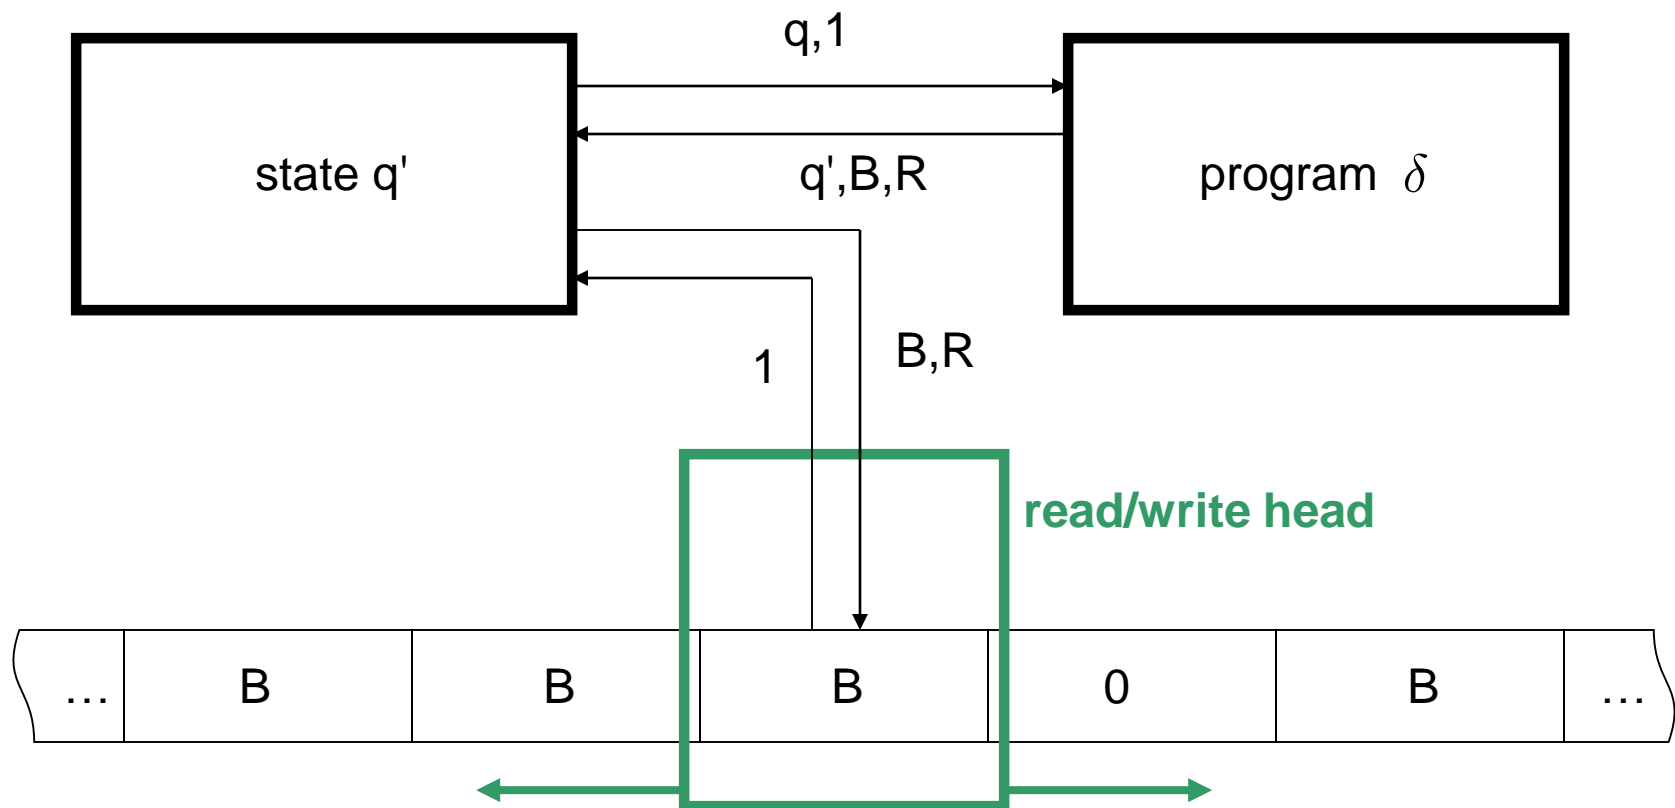 q,1
state q'
q',B,R
program δ
1
B,R
read/write head
… B B B 0 B …